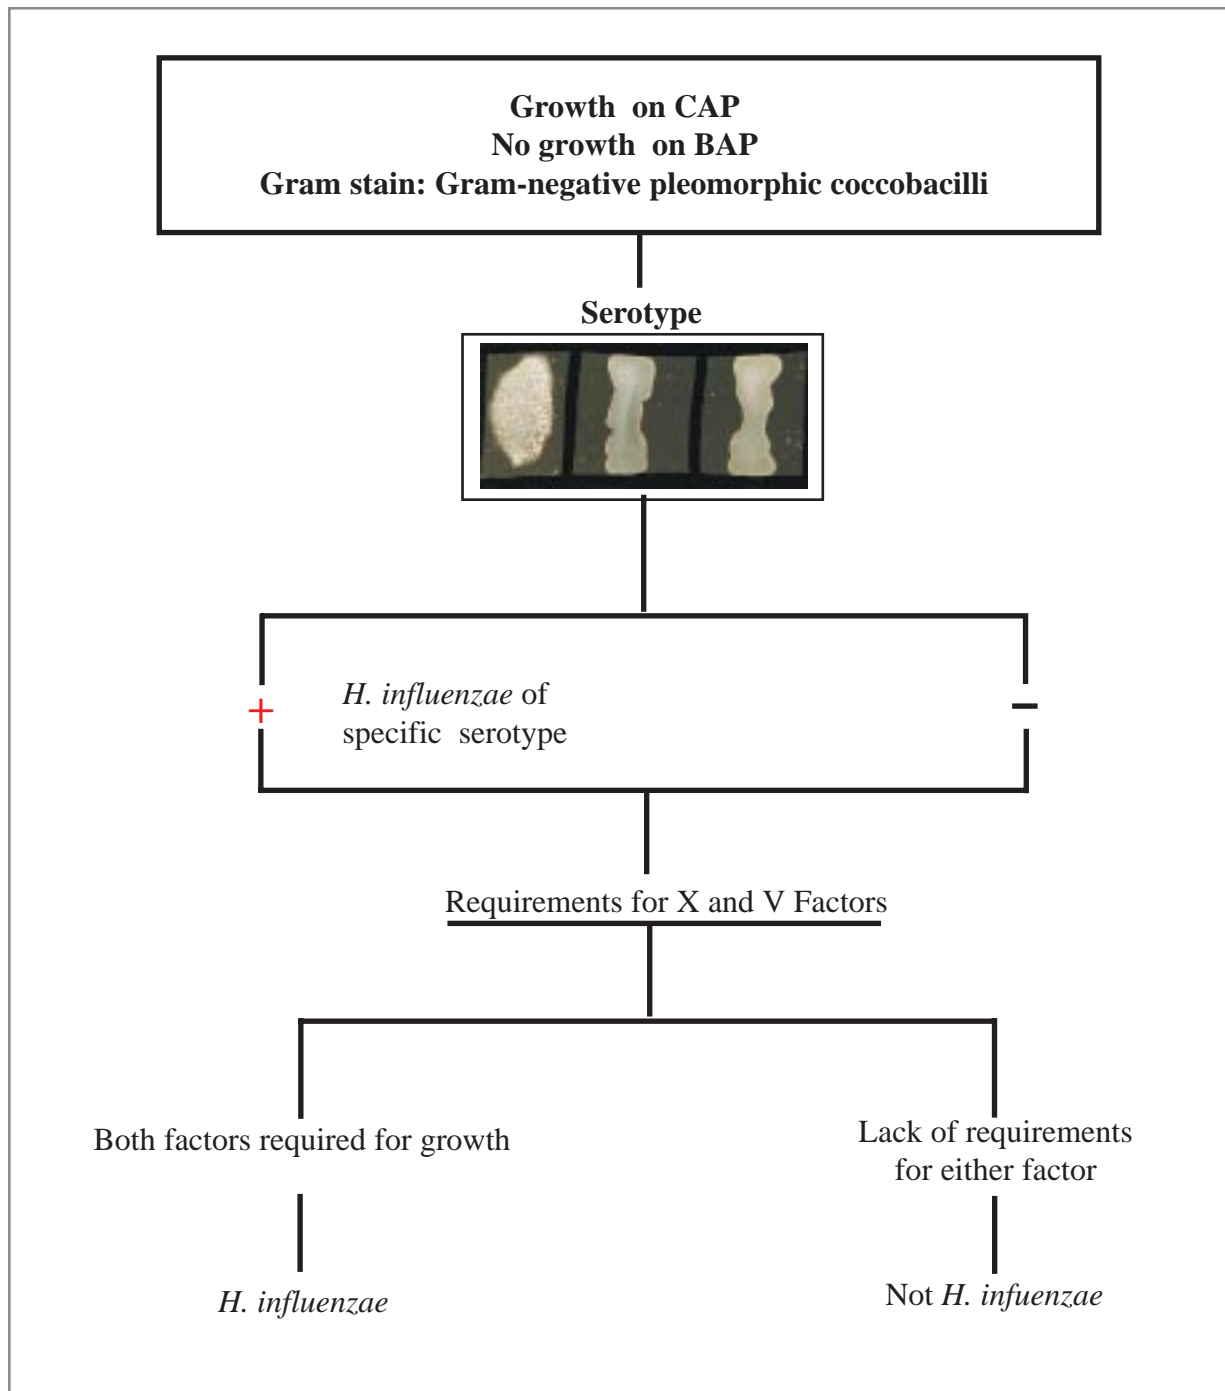 Growth on CAP
No growth on BAP
Gram stain: Gram-negative pleomorphic coccobacilli
Serotype
+
H. influenzae of
specific serotype
–
Requirements for X and V Factors
Both factors required for growth
Lack of requirements
for either factor
H. influenzae
Not H. infuenzae